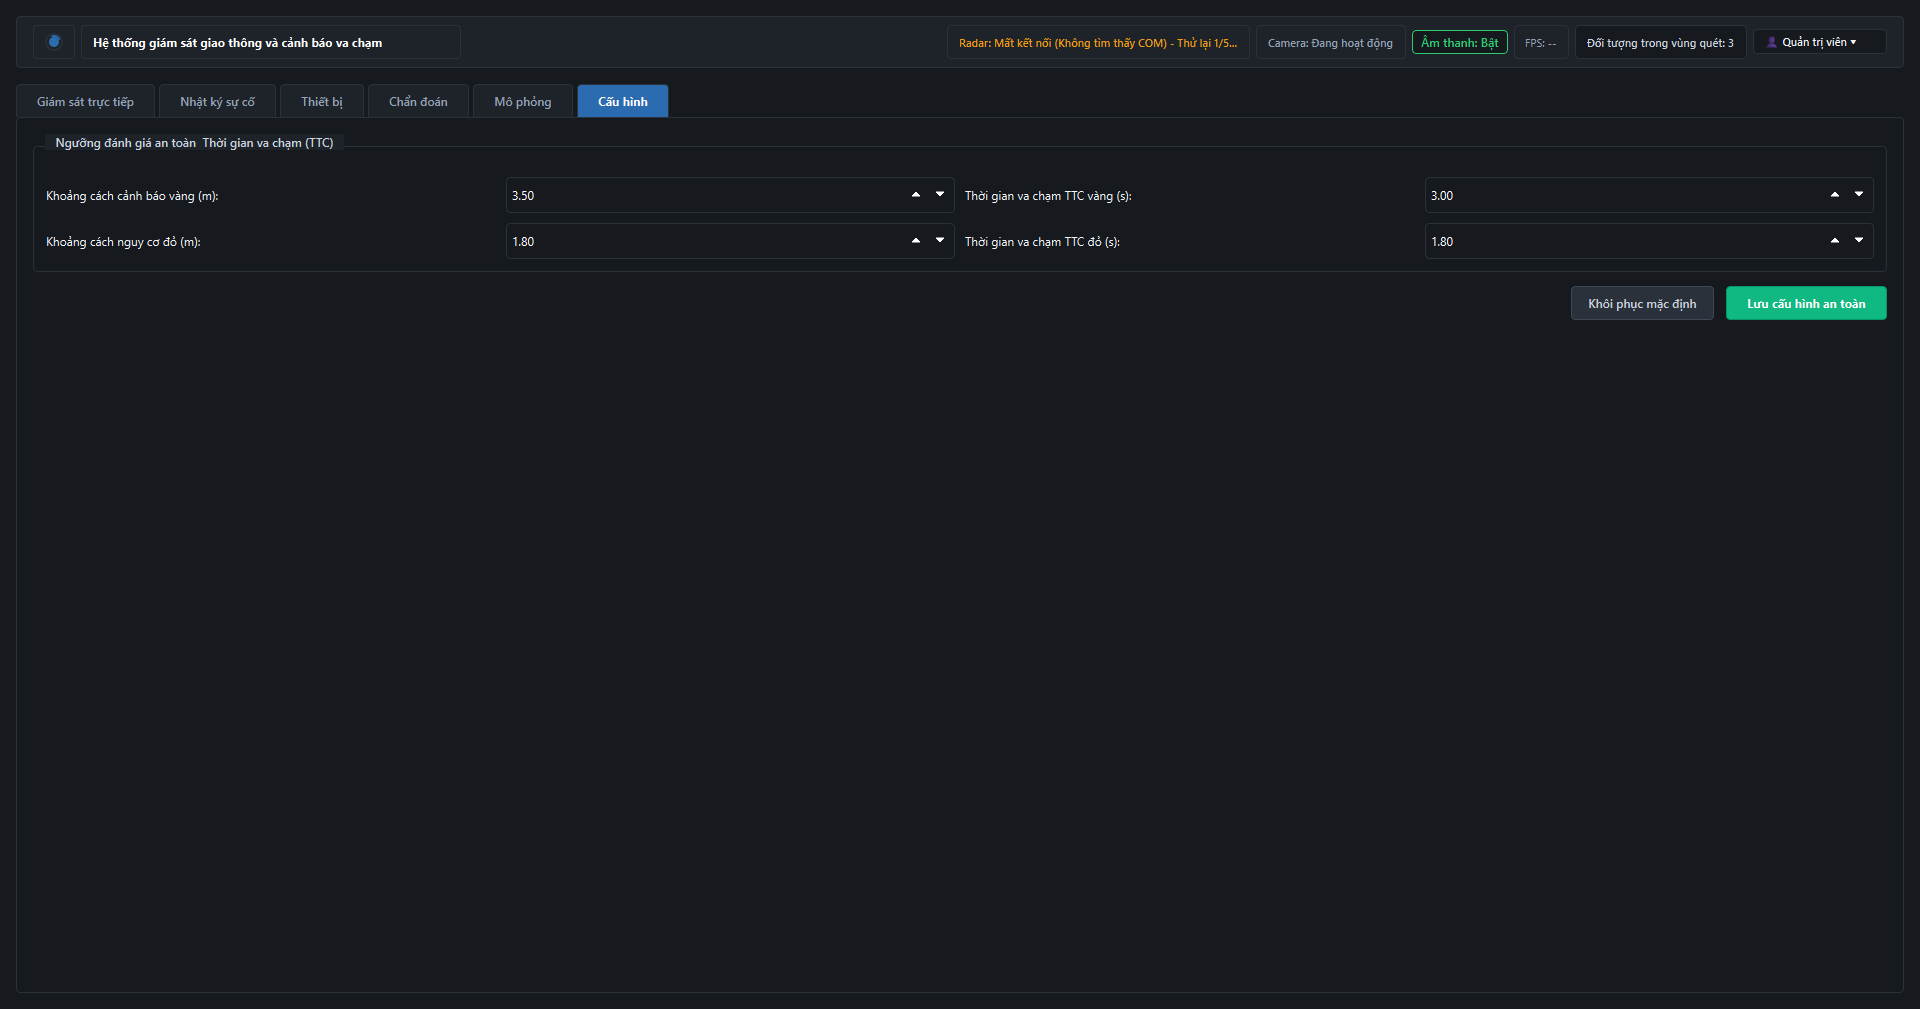 Hệ thống giám sát giao thông và cảnh báo va chạm
Radar: Mất kết nối (Không tìm thấy COM) - Thử lại 1/5...
Camera: Đang hoạt động
Âm thanh: Bật
FPS: --
Đối tượng trong vùng quét: 3
Quản trị viên
Giám sát trực tiếp
Nhật ký sự cố
Thiết bị
Chẩn đoán
Mô phỏng
Cấu hình
Ngưỡng đánh giá an toàn  Thời gian va chạm (TTC)
Khoảng cách cảnh báo vàng (m):
3.50
Thời gian va chạm TTC vàng (s):
3.00
Khoảng cách nguy cơ đỏ (m):
1.80
Thời gian va chạm TTC đỏ (s):
1.80
Khôi phục mặc định
Lưu cấu hình an toàn